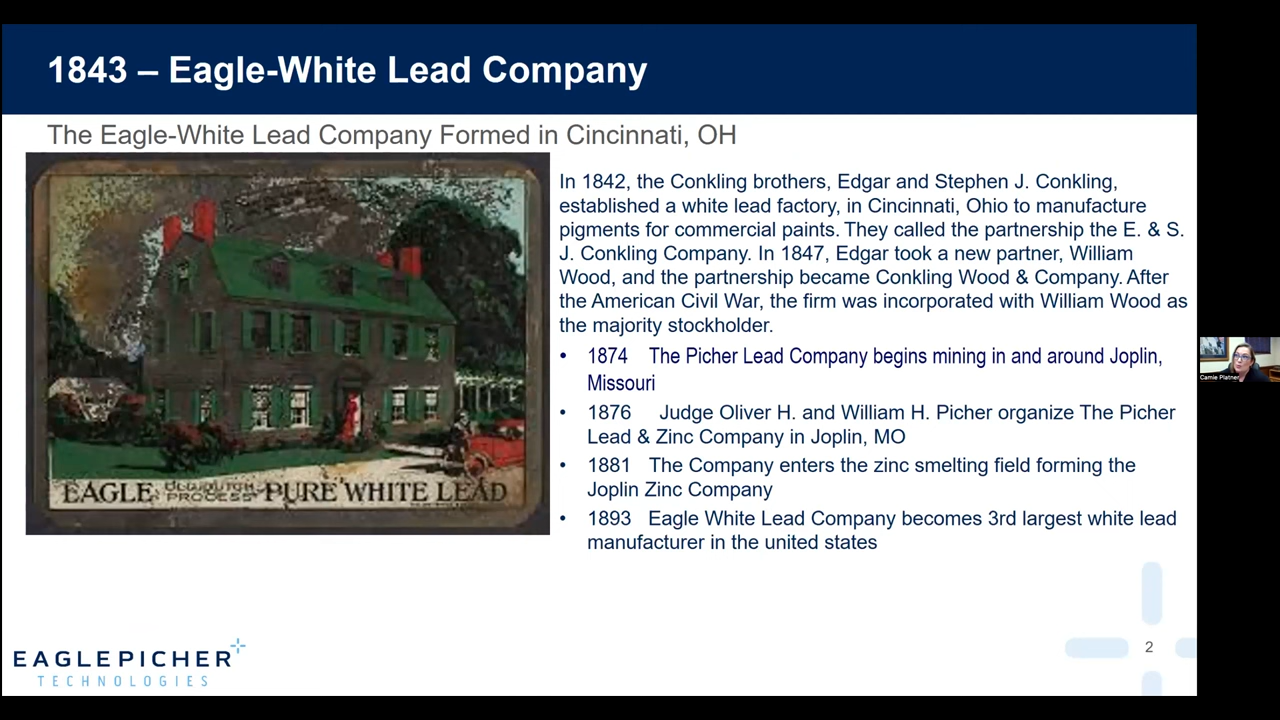 1843 – Eagle-White Lead Company
The Eagle-White Lead Company Formed in Cincinnati, OH
EAGLE OLD DUTCH PROCESS PURE WHITE LEAD
In 1842, the Conkling brothers, Edgar and Stephen J. Conkling,
established a white lead factory, in Cincinnati, Ohio to manufacture
pigments for commercial paints. They called the partnership the E. & S.
J. Conkling Company. In 1847, Edgar took a new partner, William
Wood, and the partnership became Conkling Wood & Company. After
the American Civil War, the firm was incorporated with William Wood as
the majority stockholder.
• 1874 The Picher Lead Company begins mining in and around Joplin,
Missouri
• 1876 Judge Oliver H. and William H. Picher organize The Picher
Lead & Zinc Company in Joplin, MO
• 1881 The Company enters the zinc smelting field forming the
Joplin Zinc Company
• 1893 Eagle White Lead Company becomes 3rd largest white lead
manufacturer in the united states
EAGLEPICHER
TECHNOLOGIES
2
Camie Platner